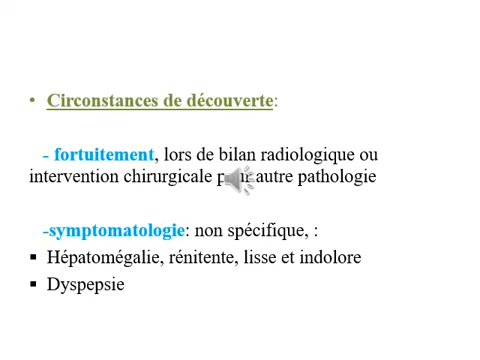 • Circonstances de découverte:
- fortuitement, lors de bilan radiologique ou
intervention chirurgicale pour autre pathologie
-symptomatologie: non spécifique, :
▪ Hépatomégalie, rénitente, lisse et indolore
▪ Dyspepsie